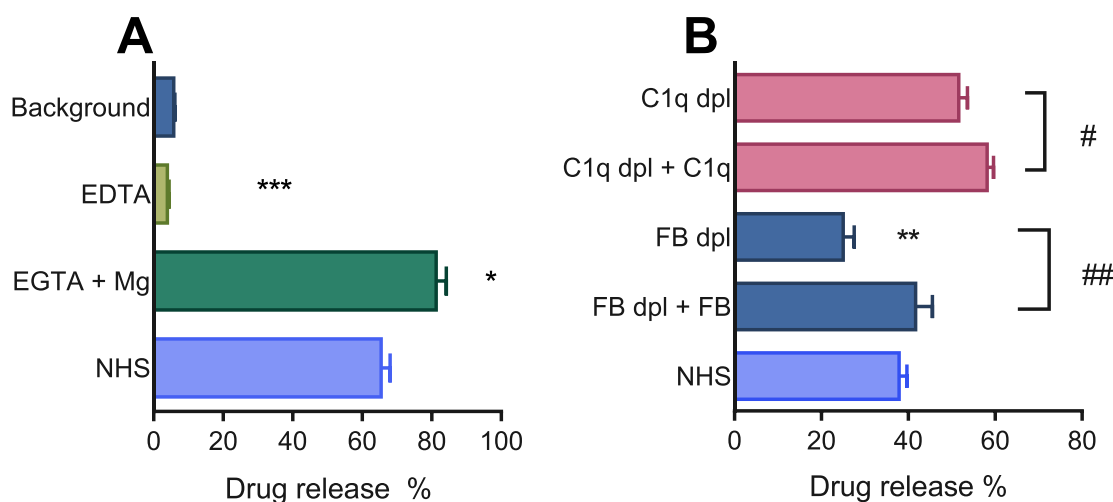 A
Background
EDTA
***
EGTA + Mg
*
NHS
0 20 40 60 80 100
Drug release %
B
C1q dpl
#
C1q dpl + C1q
FB dpl
**
##
FB dpl + FB
NHS
0 20 40 60 80
Drug release %